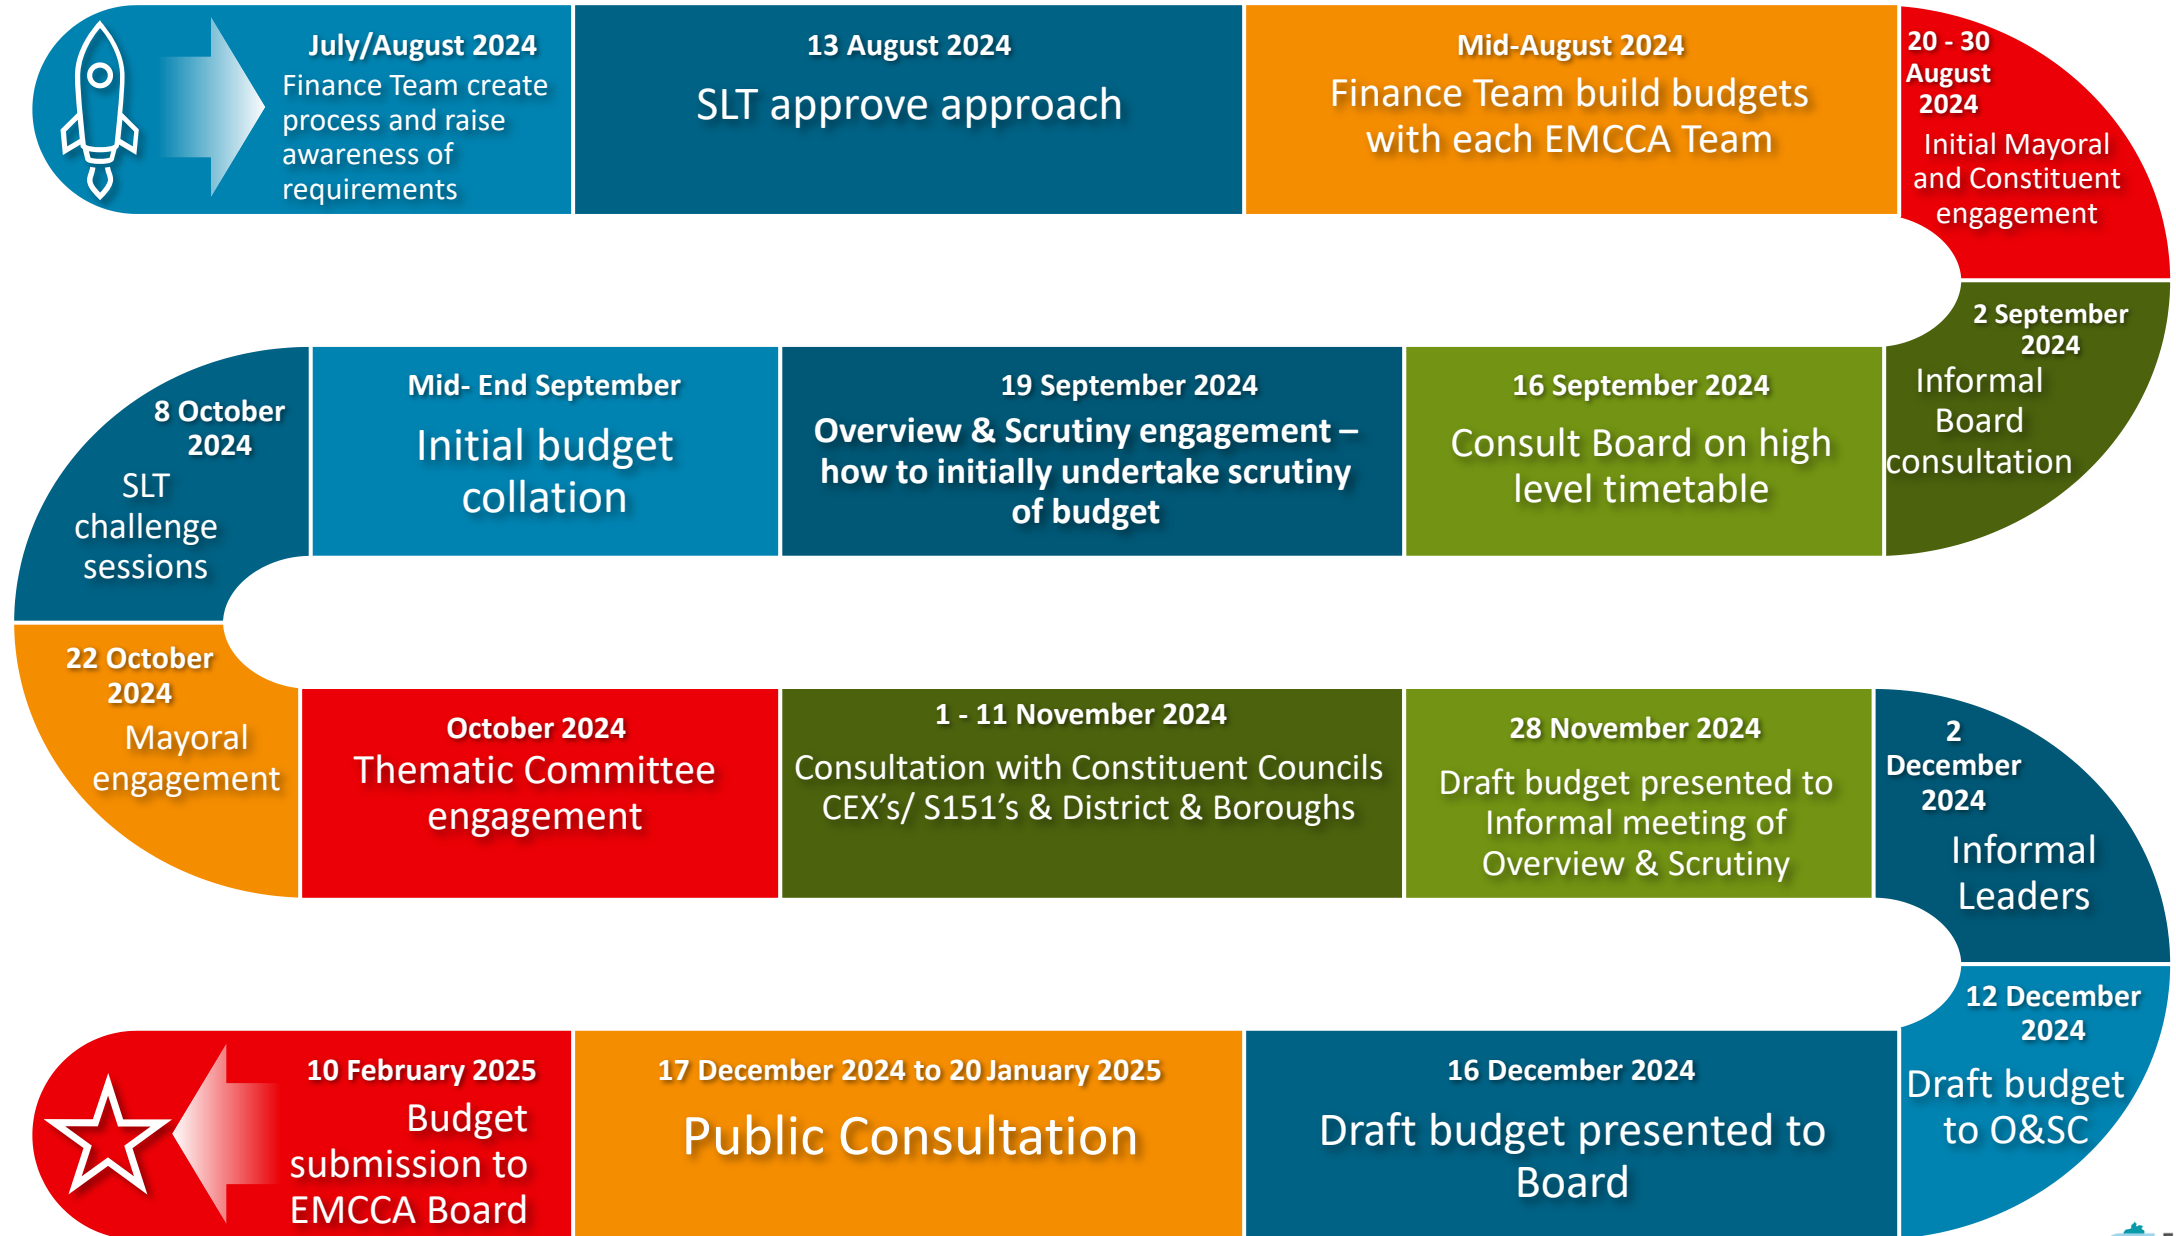 July/August 2024
Finance Team create
process and raise
awareness of
requirements
13 August 2024
SLT approve approach
Mid-August 2024
Finance Team build budgets
with each EMCCA Team
20 - 30
August
2024
Initial Mayoral
and Constituent
engagement
2 September
2024
Informal
Board
consultation
16 September 2024
Consult Board on high
level timetable
19 September 2024
Overview & Scrutiny engagement –
how to initially undertake scrutiny
of budget
Mid- End September
Initial budget
collation
8 October
2024
SLT
challenge
sessions
22 October
2024
Mayoral
engagement
October 2024
Thematic Committee
engagement
1 - 11 November 2024
Consultation with Constituent Councils
CEX’s/ S151’s & District & Boroughs
28 November 2024
Draft budget presented to
Informal meeting of
Overview & Scrutiny
2
December
2024
Informal
Leaders
12 December
2024
Draft budget
to O&SC
16 December 2024
Draft budget presented to
Board
17 December 2024 to 20 January 2025
Public Consultation
10 February 2025
Budget
submission to
EMCCA Board